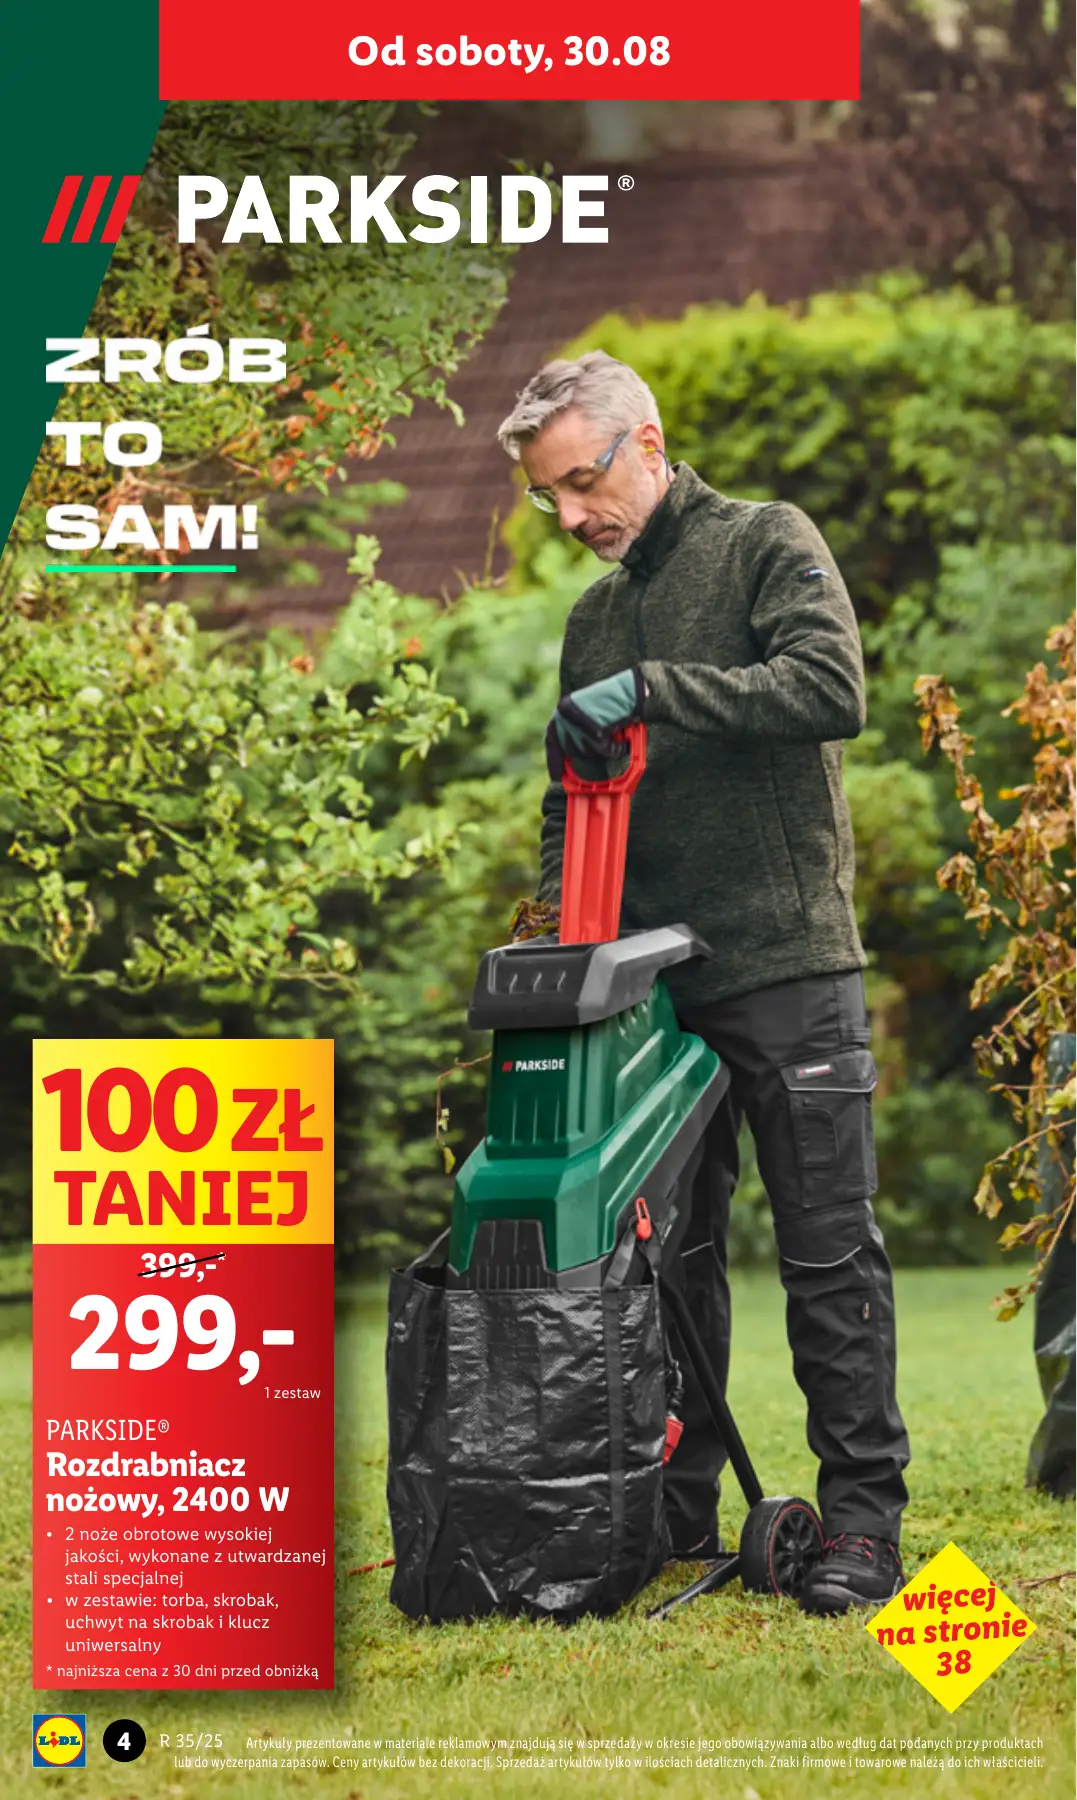 Od soboty, 30.08
PARKSIDE®
ZRÓB
TO
SAM!
PARKSIDE
100 ZŁ
TANIEJ
399,-*
299,-
1 zestaw
PARKSIDE®
Rozdrabniacz
nożowy, 2400 W
• 2 noże obrotowe wysokiej
jakości, wykonane z utwardzanej
stali specjalnej
• w zestawie: torba, skrobak,
uchwyt na skrobak i klucz
uniwersalny
* najniższa cena z 30 dni przed obniżką
więcej
na stronie
38
LIDL
4
R 35/25
Artykuły prezentowane w materiale reklamowym znajdują się w sprzedaży w okresie jego obowiązywania albo według dat podanych przy produktach
lub do wyczerpania zapasów. Ceny artykułów bez dekoracji. Sprzedaż artykułów tylko w ilościach detalicznych. Znaki firmowe i towarowe należą do ich właścicieli.